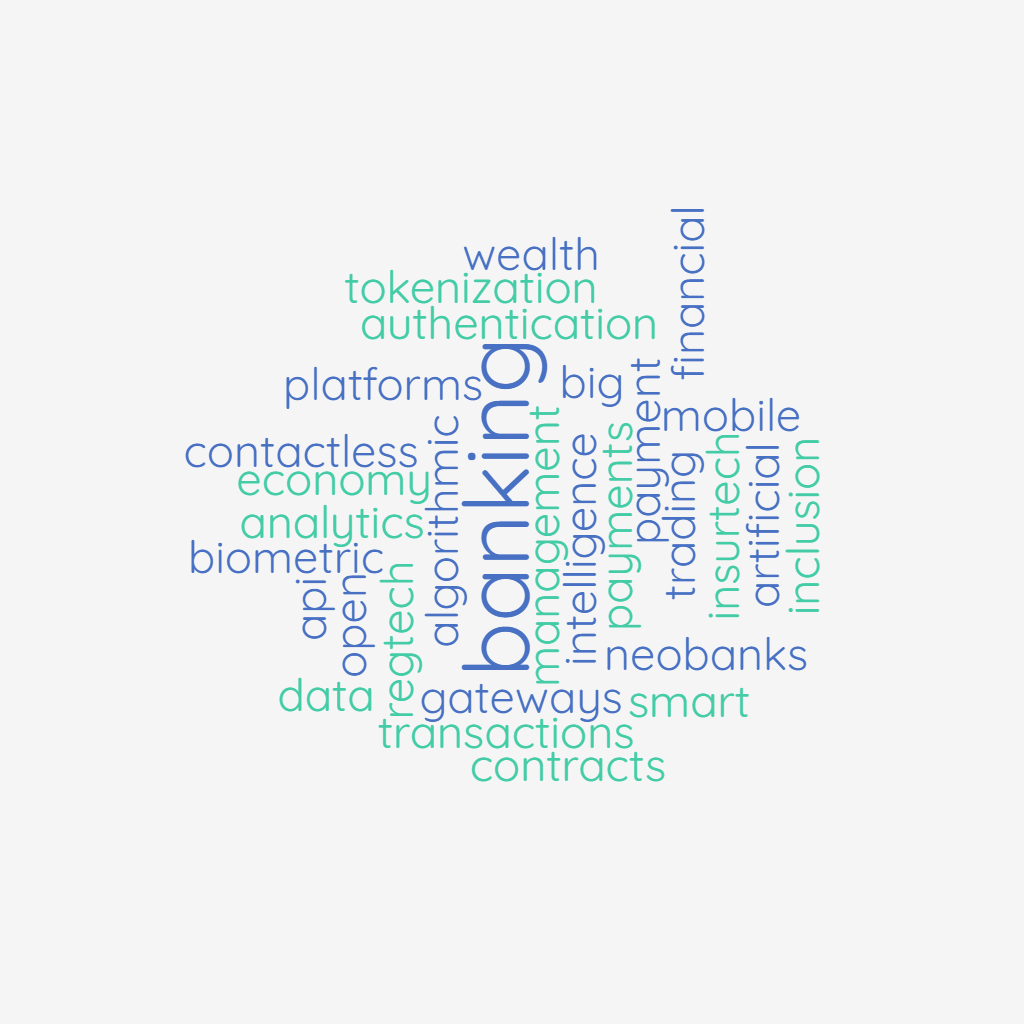 financial
wealth
tokenization
authentication
banking
platforms
big
payment
mobile
contactless
algorithmic
management
intelligence
payments
trading
insurtech
artificial
inclusion
economy
analytics
biometric
api
open
regtech
neobanks
data
gateways
smart
transactions
contracts